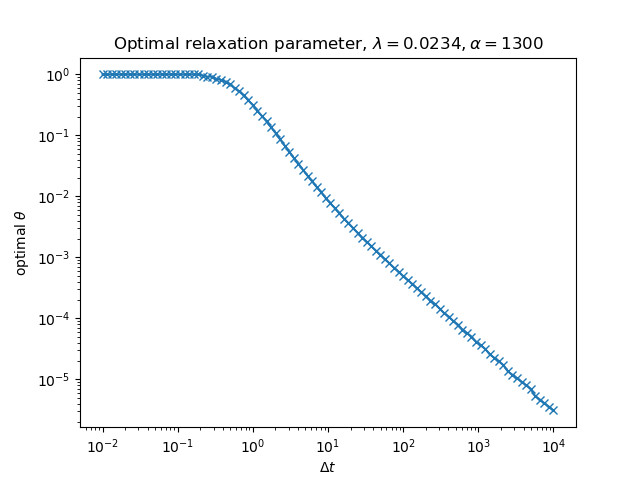 Optimal relaxation parameter, λ = 0.0234, α = 1300
10⁰
10⁻¹
10⁻²
10⁻³
10⁻⁴
10⁻⁵
optimal θ
10⁻² 10⁻¹ 10⁰ 10¹ 10² 10³ 10⁴
Δt